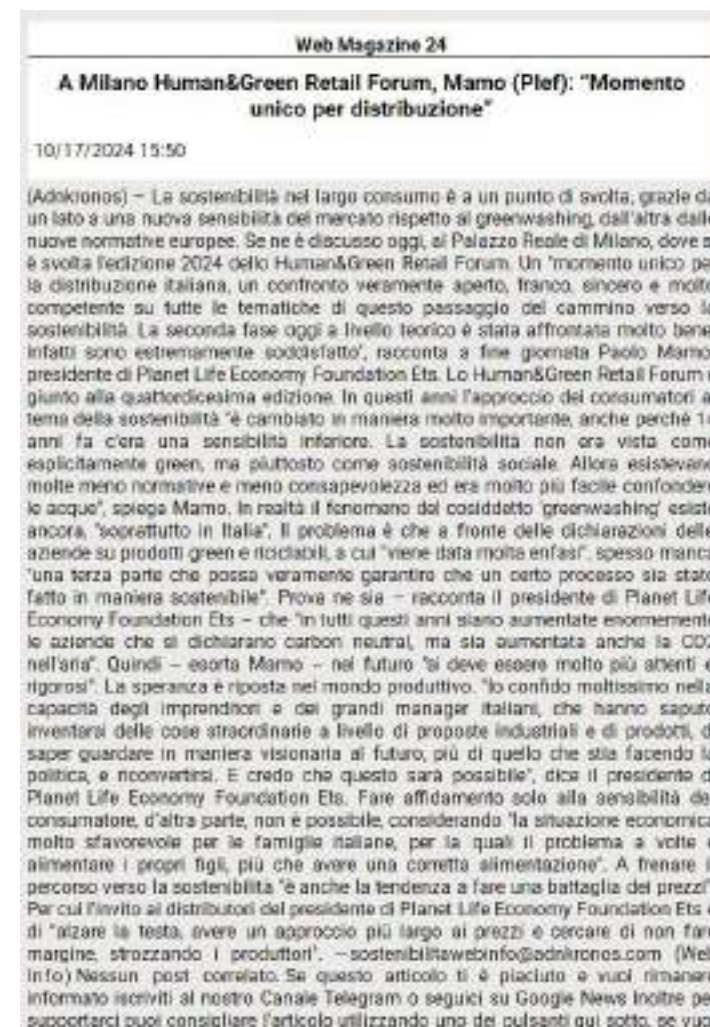 Web Magazine 24
A Milano Human&Green Retail Forum, Mamo (Plef): “Momento
unico per distribuzione”
10/17/2024 15:50
(Adnkronos) – La sostenibilità nel largo consumo è a un punto di svolta, grazie da
un lato a una nuova sensibilità del mercato rispetto al greenwashing, dall'altra dalle
nuove normative europee. Se ne è discusso oggi, al Palazzo Reale di Milano, dove s
è svolta l'edizione 2024 dello Human&Green Retail Forum. Un “momento unico pe
la distribuzione italiana, un confronto veramente aperto, franco, sincero e molto
competente su tutte le tematiche di questo passaggio del cammino verso la
sostenibilità. La seconda fase oggi a livello teorico è stata affrontata molto bene
infatti sono estremamente soddisfatto”, racconta a fine giornata Paolo Mamo,
presidente di Planet Life Economy Foundation Ets. Lo Human&Green Retail Forum è
giunto alla quattordicesima edizione. In questi anni l'approccio dei consumatori al
tema della sostenibilità “è cambiato in maniera molto importante, anche perché 14
anni fa c'era una sensibilità inferiore. La sostenibilità non era vista come
esplicitamente green, ma piuttosto come sostenibilità sociale. Allora esistevano
molte meno normative e meno consapevolezza ed era molto più facile confondere
le acque”, spiega Mamo. In realtà il fenomeno del cosiddetto 'greenwashing' esiste
ancora, “soprattutto in Italia”. Il problema è che a fronte delle dichiarazioni delle
aziende su prodotti green e riciclabili, a cui “viene data molta enfasi”, spesso manca
“una terza parte che possa veramente garantire che un certo processo sia stato
fatto in maniera sostenibile”. Prova ne sia – racconta il presidente di Planet Life
Economy Foundation Ets – che “in tutti questi anni siano aumentate enormemente
le aziende che si dichiarano carbon neutral, ma sia aumentata anche la CO2
nell'aria”. Quindi – esorta Mamo – nel futuro “si deve essere molto più attenti e
rigorosi”. La speranza è riposta nel mondo produttivo. “Io confido moltissimo nella
capacità degli imprenditori e dei grandi manager italiani, che hanno saputo
inventarsi delle cose straordinarie a livello di proposte industriali e di prodotti, d
saper guardare in maniera visionaria al futuro, più di quello che stia facendo la
politica, e riconvertirsi. E credo che questo sarà possibile”, dice il presidente d
Planet Life Economy Foundation Ets. Fare affidamento solo alla sensibilità del
consumatore, d'altra parte, non è possibile, considerando “la situazione economica
molto sfavorevole per le famiglie italiane, per la quali il problema a volte è
alimentare i propri figli, più che avere una corretta alimentazione”. A frenare i
percorso verso la sostenibilità “è anche la tendenza a fare una battaglia dei prezzi”
Per cui l'invito ai distributori del presidente di Planet Life Economy Foundation Ets è
di “alzare la testa, avere un approccio più largo ai prezzi e cercare di non fare
margine, strozzando i produttori”. —sostenibilitawebinfo@adnkronos.com (Web
Info) Nessun post correlato. Se questo articolo ti è piaciuto e vuoi rimanere
informato iscriviti al nostro Canale Telegram o seguici su Google News Inoltre pe
supportarci puoi consigliare l'articolo utilizzando uno dei pulsanti qui sotto, se vuo